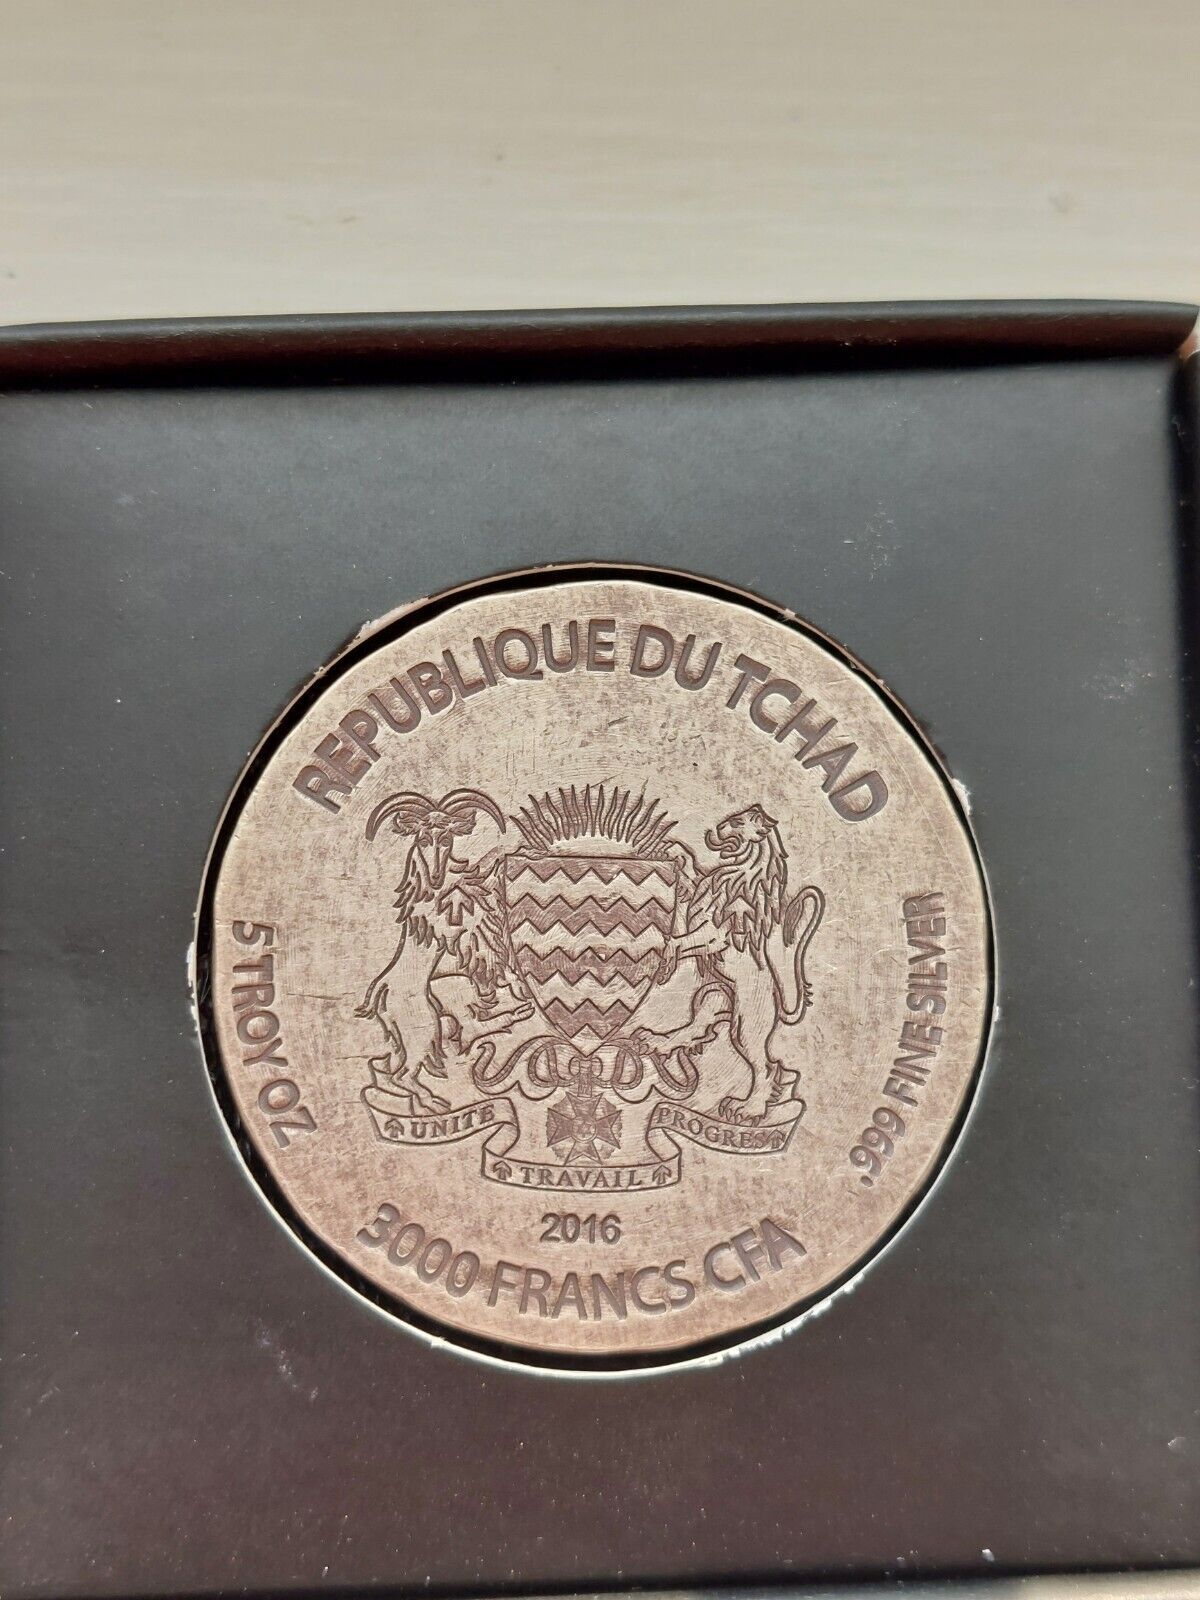 REPUBLIQUE DU TCHAD
5 TROY OZ
.999 FINE SILVER
UNITE
PROGRES
TRAVAIL
2016
3000 FRANCS CFA